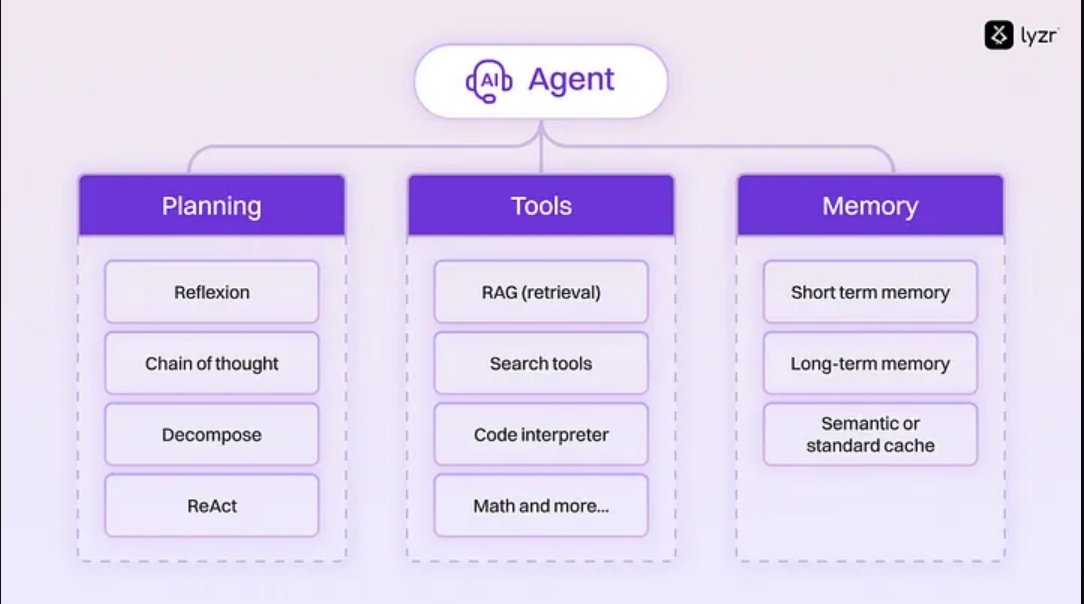 lyzr
AI Agent
Planning
Reflexion
Chain of thought
Decompose
ReAct
Tools
RAG (retrieval)
Search tools
Code interpreter
Math and more...
Memory
Short term memory
Long-term memory
Semantic or
standard cache